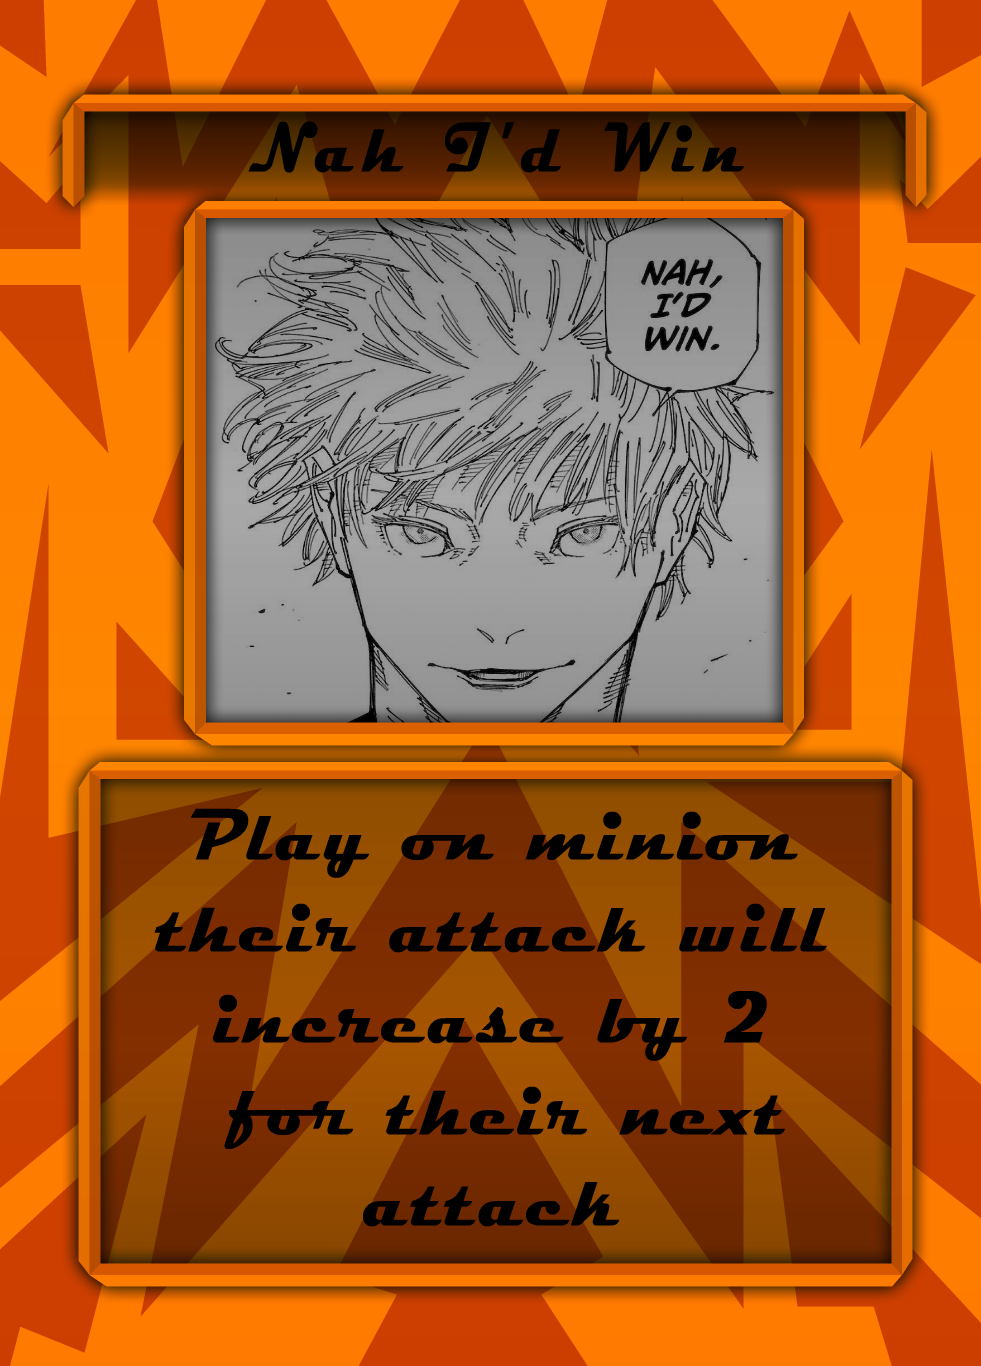 Nah I'd Win
NAH,
I'D
WIN.
Play on minion
their attack will
increase by 2
for their next
attack